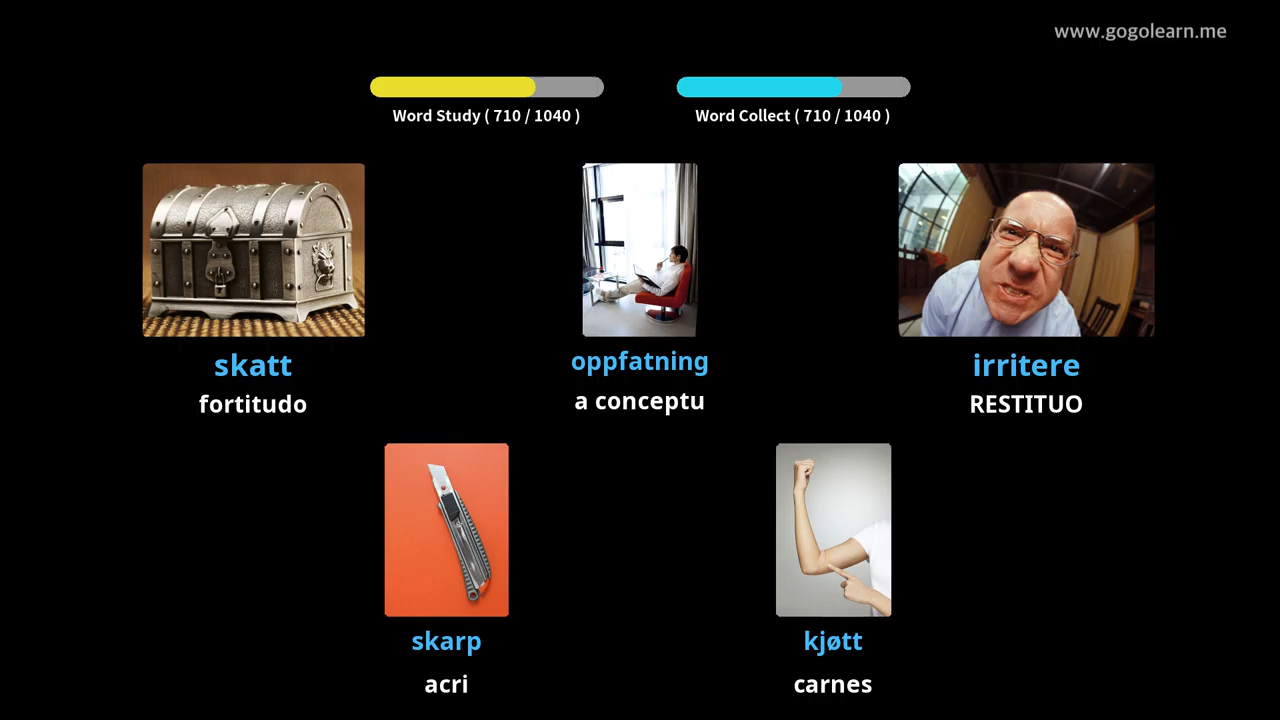 www.gogolearn.me
Word Study ( 710 / 1040 )
Word Collect ( 710 / 1040 )
skatt
fortitudo
oppfatning
a conceptu
irritere
RESTITUO
skarp
acri
kjøtt
carnes